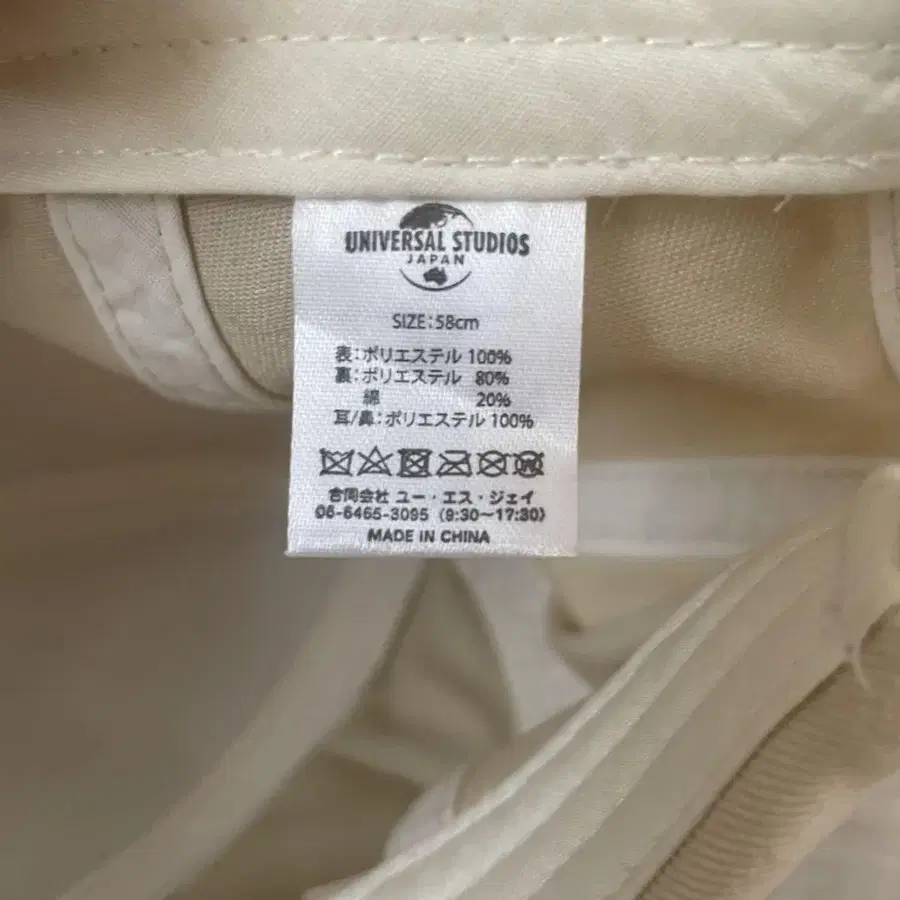 UNIVERSAL STUDIOS
JAPAN
SIZE:58cm
表:ポリエステル 100%
裏:ポリエステル 80%
綿 20%
耳/鼻:ポリエステル 100%
合同会社 ユー・エス・ジェイ
06-6465-3095 (9:30~17:30)
MADE IN CHINA